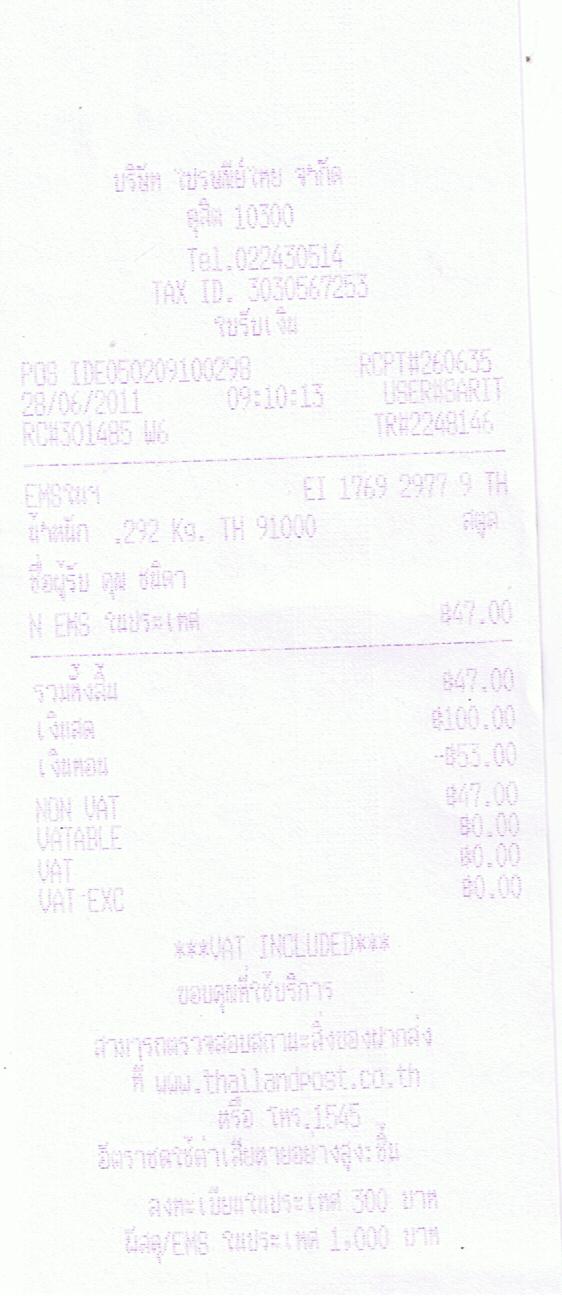 บริษัท ไปรษณีย์ไทย จำกัด
ดุสิต 10300
Tel.022430514
TAX ID. 3030567253
ใบรับเงิน
POS IDE050209100298 RCPT#260635
28/06/2011 09:10:13 USER#SARIT
RC#301485 W6 TR#2248146
EMSในฯ EI 1769 2977 9 TH
น้ำหนัก .292 Kg. TH 91000 สตูล
ชื่อผู้รับ คุณ ชนิดา
N EMS ในประเทศ ฿47.00
รวมทั้งสิ้น ฿47.00
เงินสด ฿100.00
เงินทอน -฿53.00
NON VAT ฿47.00
VATABLE ฿0.00
VAT ฿0.00
VAT EXC ฿0.00
***VAT INCLUDED***
ขอบคุณที่ใช้บริการ
สามารถตรวจสอบสถานะสิ่งของฝากส่ง
ที่ www.thailandpost.co.th
หรือ โทร.1545
อัตราชดใช้ค่าเสียหายอย่างสูง:ชิ้น
ลงทะเบียนในประเทศ 300 บาท
พัสดุ/EMS ในประเทศ 1,000 บาท